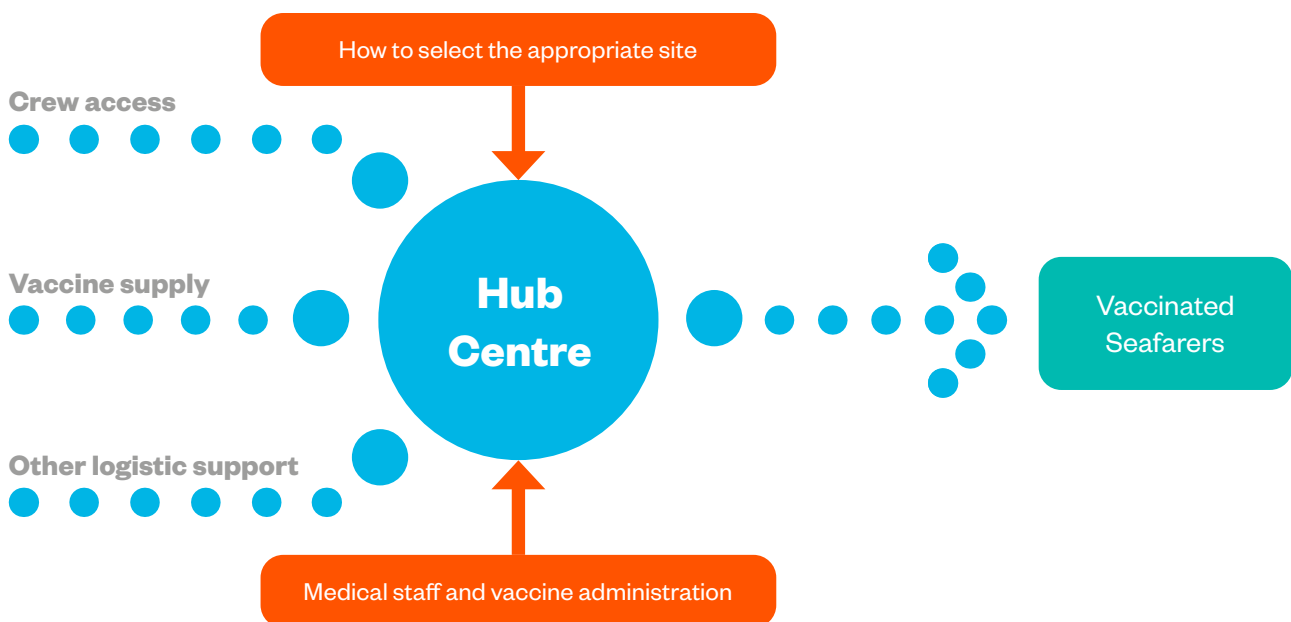 How to select the appropriate site
Crew access
Vaccine supply
Hub
Centre
Vaccinated
Seafarers
Other logistic support
Medical staff and vaccine administration